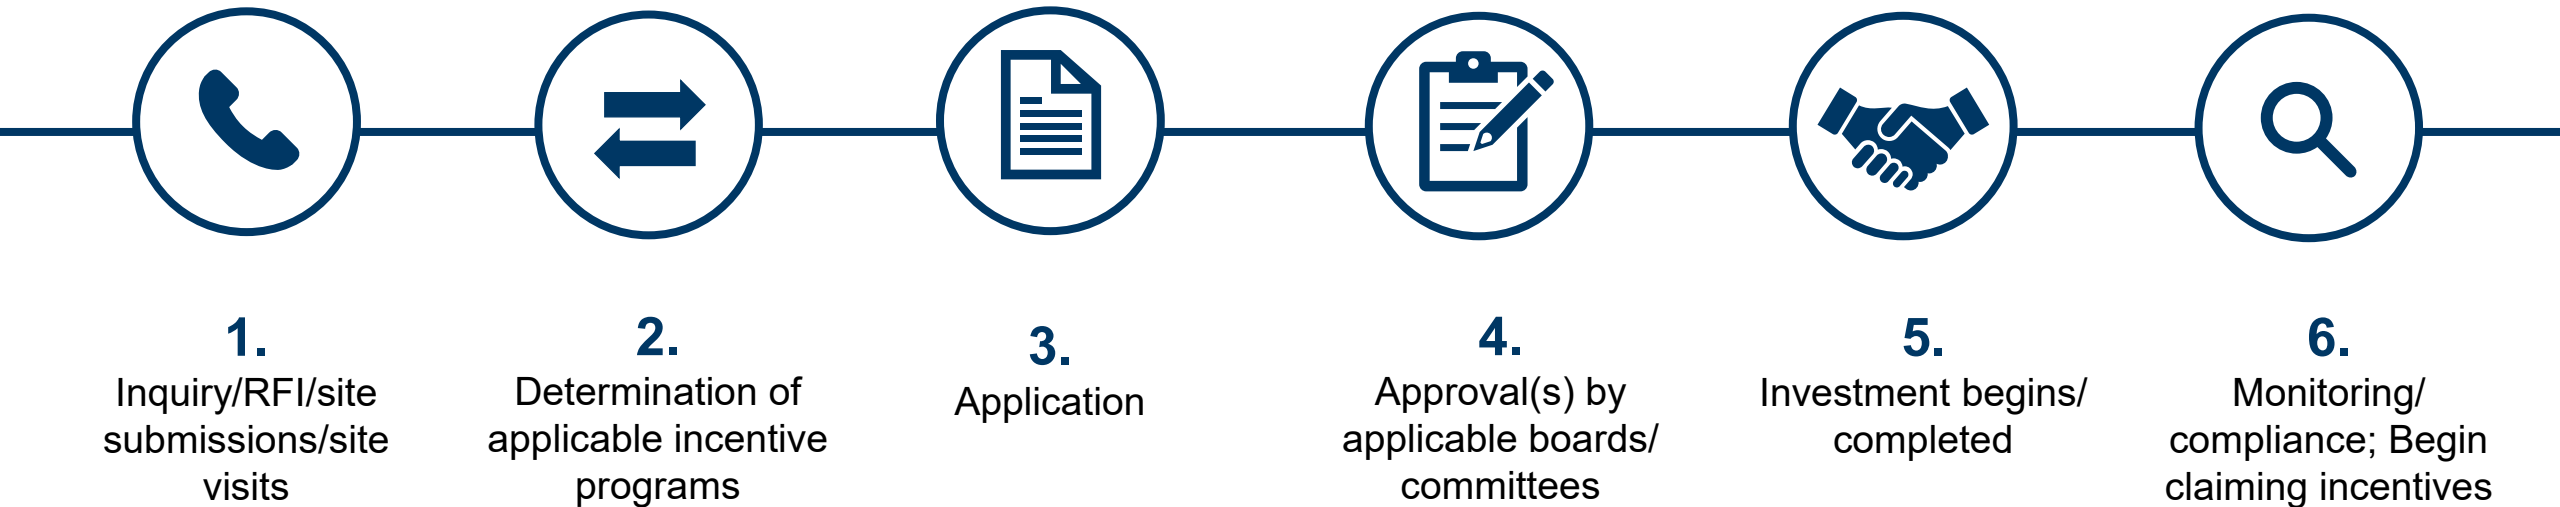 1.
Inquiry/RFI/site
submissions/site
visits
2.
Determination of
applicable incentive
programs
3.
Application
4.
Approval(s) by
applicable boards/
committees
5.
Investment begins/
completed
6.
Monitoring/
compliance; Begin
claiming incentives